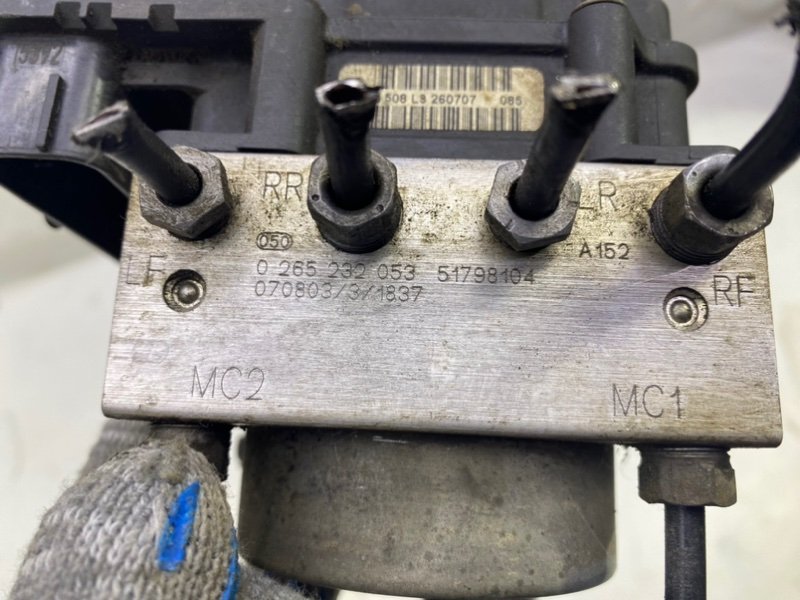 508 LS 260707 085
RR
LR
050
A152
LF
0 265 232 053 51798104
070803/3/1837
RF
MC2
MC1